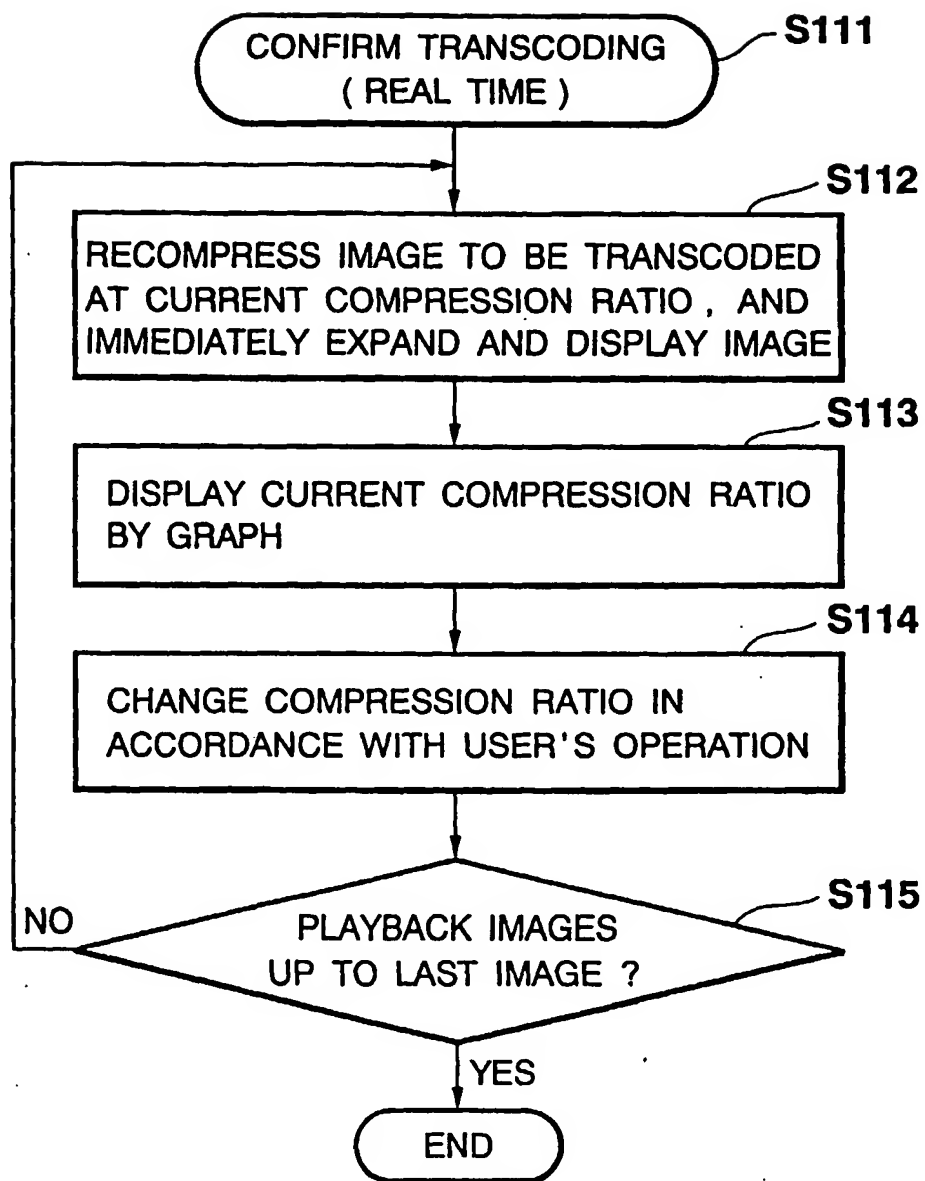 CONFIRM TRANSCODING
( REAL TIME )
S111
S112
RECOMPRESS IMAGE TO BE TRANSCODED
AT CURRENT COMPRESSION RATIO , AND
IMMEDIATELY EXPAND AND DISPLAY IMAGE
S113
DISPLAY CURRENT COMPRESSION RATIO
BY GRAPH
S114
CHANGE COMPRESSION RATIO IN
ACCORDANCE WITH USER'S OPERATION
S115
NO
PLAYBACK IMAGES
UP TO LAST IMAGE ?
YES
END